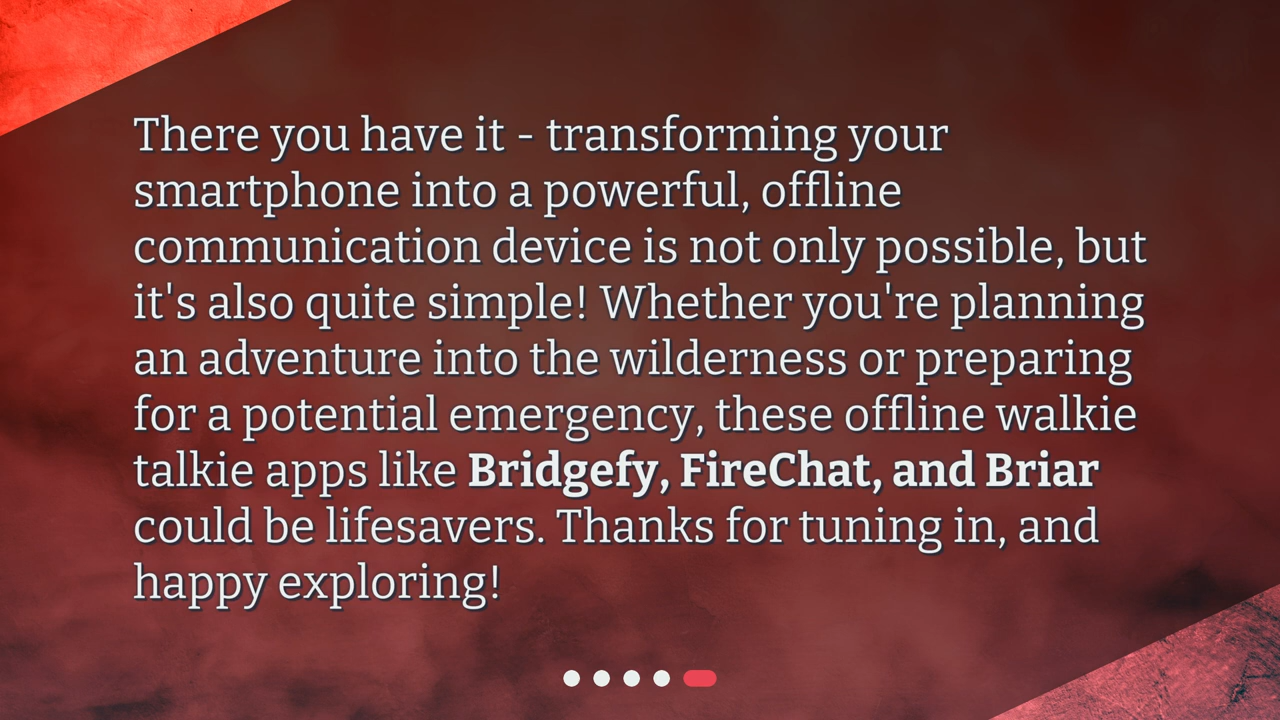 There you have it - transforming your
smartphone into a powerful, offline
communication device is not only possible, but
it's also quite simple! Whether you're planning
an adventure into the wilderness or preparing
for a potential emergency, these offline walkie
talkie apps like Bridgefy, FireChat, and Briar
could be lifesavers. Thanks for tuning in, and
happy exploring!